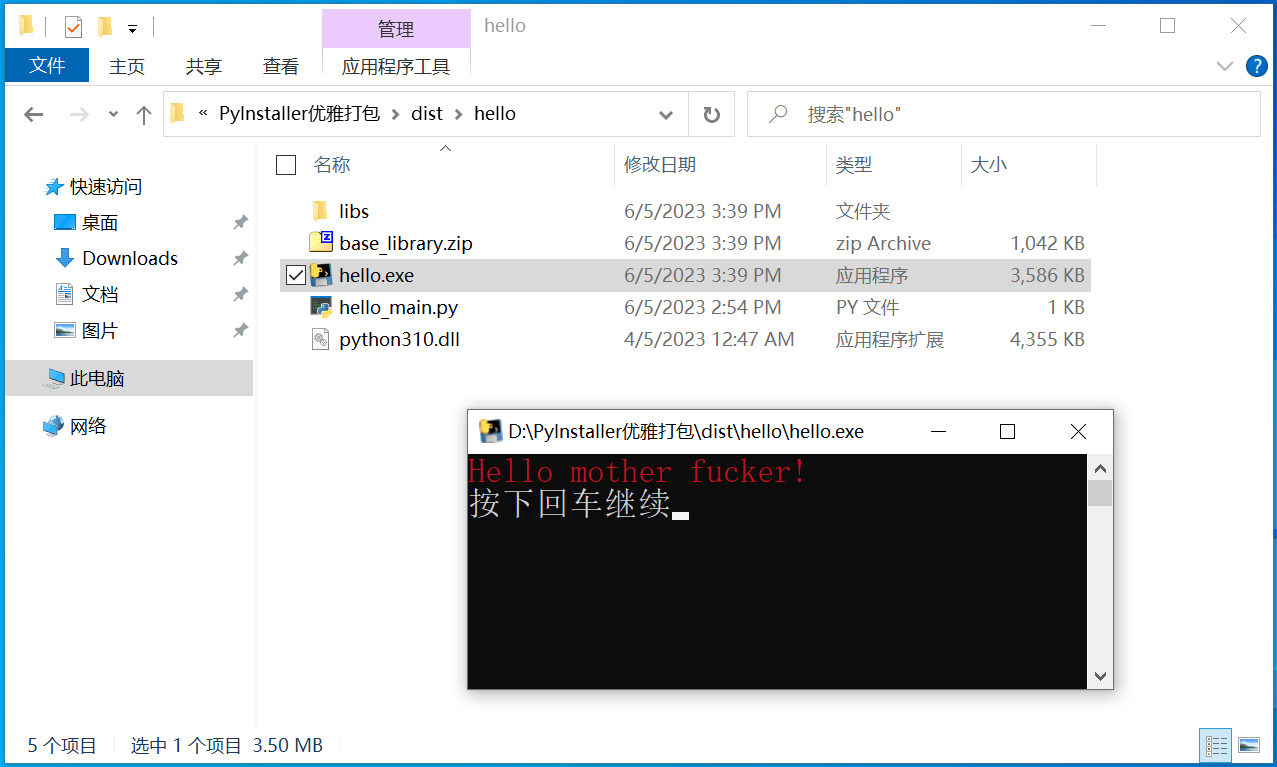 管理
hello
文件
主页
共享
查看
应用程序工具
« PyInstaller优雅打包 > dist > hello
搜索"hello"
名称
修改日期
类型
大小
快速访问
桌面
Downloads
文档
图片
此电脑
网络
libs 6/5/2023 3:39 PM 文件夹
base_library.zip 6/5/2023 3:39 PM zip Archive 1,042 KB
hello.exe 6/5/2023 3:39 PM 应用程序 3,586 KB
hello_main.py 6/5/2023 2:54 PM PY 文件 1 KB
python310.dll 4/5/2023 12:47 AM 应用程序扩展 4,355 KB
D:\PyInstaller优雅打包\dist\hello\hello.exe
Hello mother fucker!
按下回车继续
5 个项目
选中 1 个项目 3.50 MB